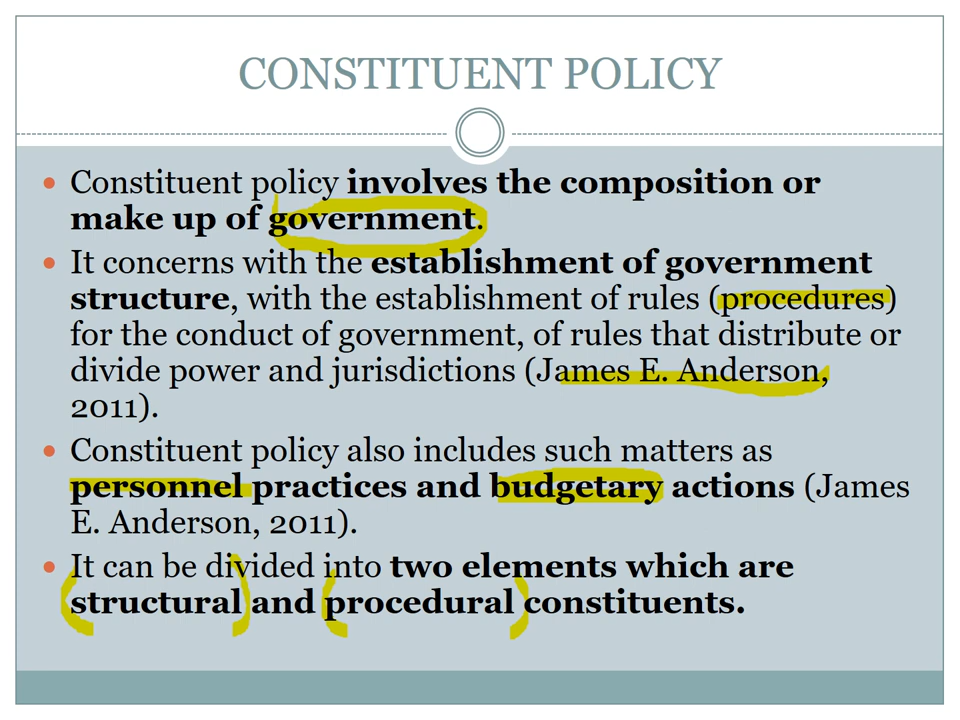 CONSTITUENT POLICY
• Constituent policy involves the composition or
make up of government.
• It concerns with the establishment of government
structure, with the establishment of rules (procedures)
for the conduct of government, of rules that distribute or
divide power and jurisdictions (James E. Anderson,
2011).
• Constituent policy also includes such matters as
personnel practices and budgetary actions (James
E. Anderson, 2011).
• It can be divided into two elements which are
structural and procedural constituents.